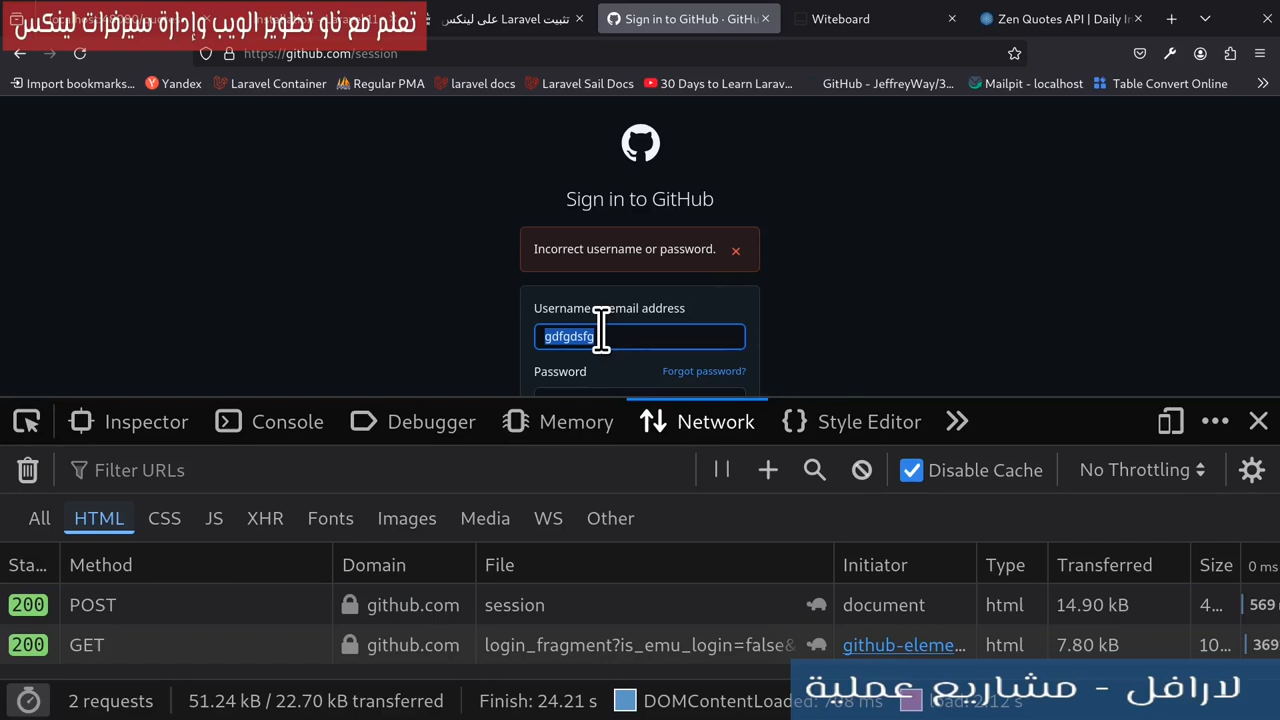 تعلم مع ذو تطوير الويب وإدارة سيرفرات لينكس
تثبيت Laravel على لينكس
Sign in to GitHub · GitHu
Witeboard
Zen Quotes API | Daily In
https://github.com/session
Import bookmarks...
Yandex
Laravel Container
Regular PMA
laravel docs
Laravel Sail Docs
30 Days to Learn Larav...
GitHub - JeffreyWay/3...
Mailpit - localhost
Table Convert Online
Sign in to GitHub
Incorrect username or password.
Username email address
gdfgdsfg
Password Forgot password?
Inspector Console Debugger Memory Network Style Editor
Filter URLs Disable Cache No Throttling
All HTML CSS JS XHR Fonts Images Media WS Other
Sta... Method Domain File Initiator Type Transferred Size 0 ms
200 POST github.com session document html 14.90 kB 4... 569
200 GET github.com login_fragment?is_emu_login=false& github-eleme... html 7.80 kB 10... 369
2 requests 51.24 kB / 22.70 kB transferred Finish: 24.21 s DOMContentLoaded:
لارافل - مشاريع عملية